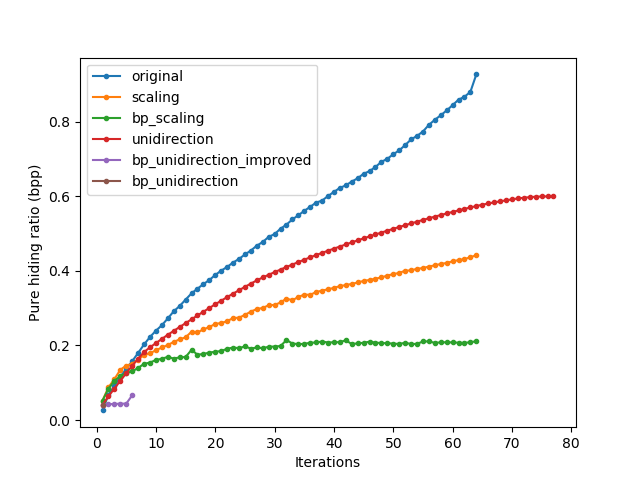 original
scaling
bp_scaling
unidirection
bp_unidirection_improved
bp_unidirection
Pure hiding ratio (bpp)
0.8
0.6
0.4
0.2
0.0
0 10 20 30 40 50 60 70 80
Iterations